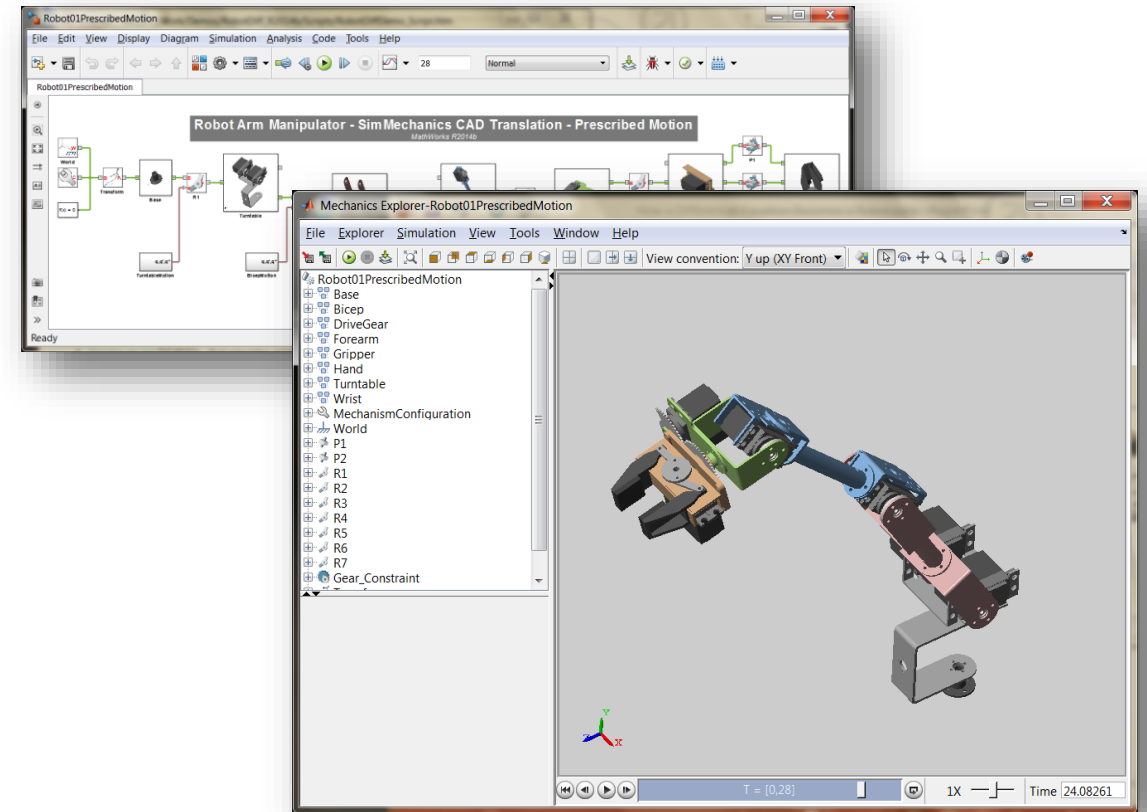 Robot01PrescribedMotion
File Edit View Display Diagram Simulation Analysis Code Tools Help
28 Normal
Robot01PrescribedMotion
Robot Arm Manipulator - SimMechanics CAD Translation - Prescribed Motion
MathWorks R2014b
World
P1
Transform
Base
R1
f(x) = 0
Turntable
TurntableMotion
BicepMotion
Ready
Mechanics Explorer-Robot01PrescribedMotion
File Explorer Simulation View Tools Window Help
View convention: Y up (XY Front)
Robot01PrescribedMotion
Base
Bicep
DriveGear
Forearm
Gripper
Hand
Turntable
Wrist
MechanismConfiguration
World
P1
P2
R1
R2
R3
R4
R5
R6
R7
Gear_Constraint
Y
Z
X
T = [0,28] 1X Time 24.08261